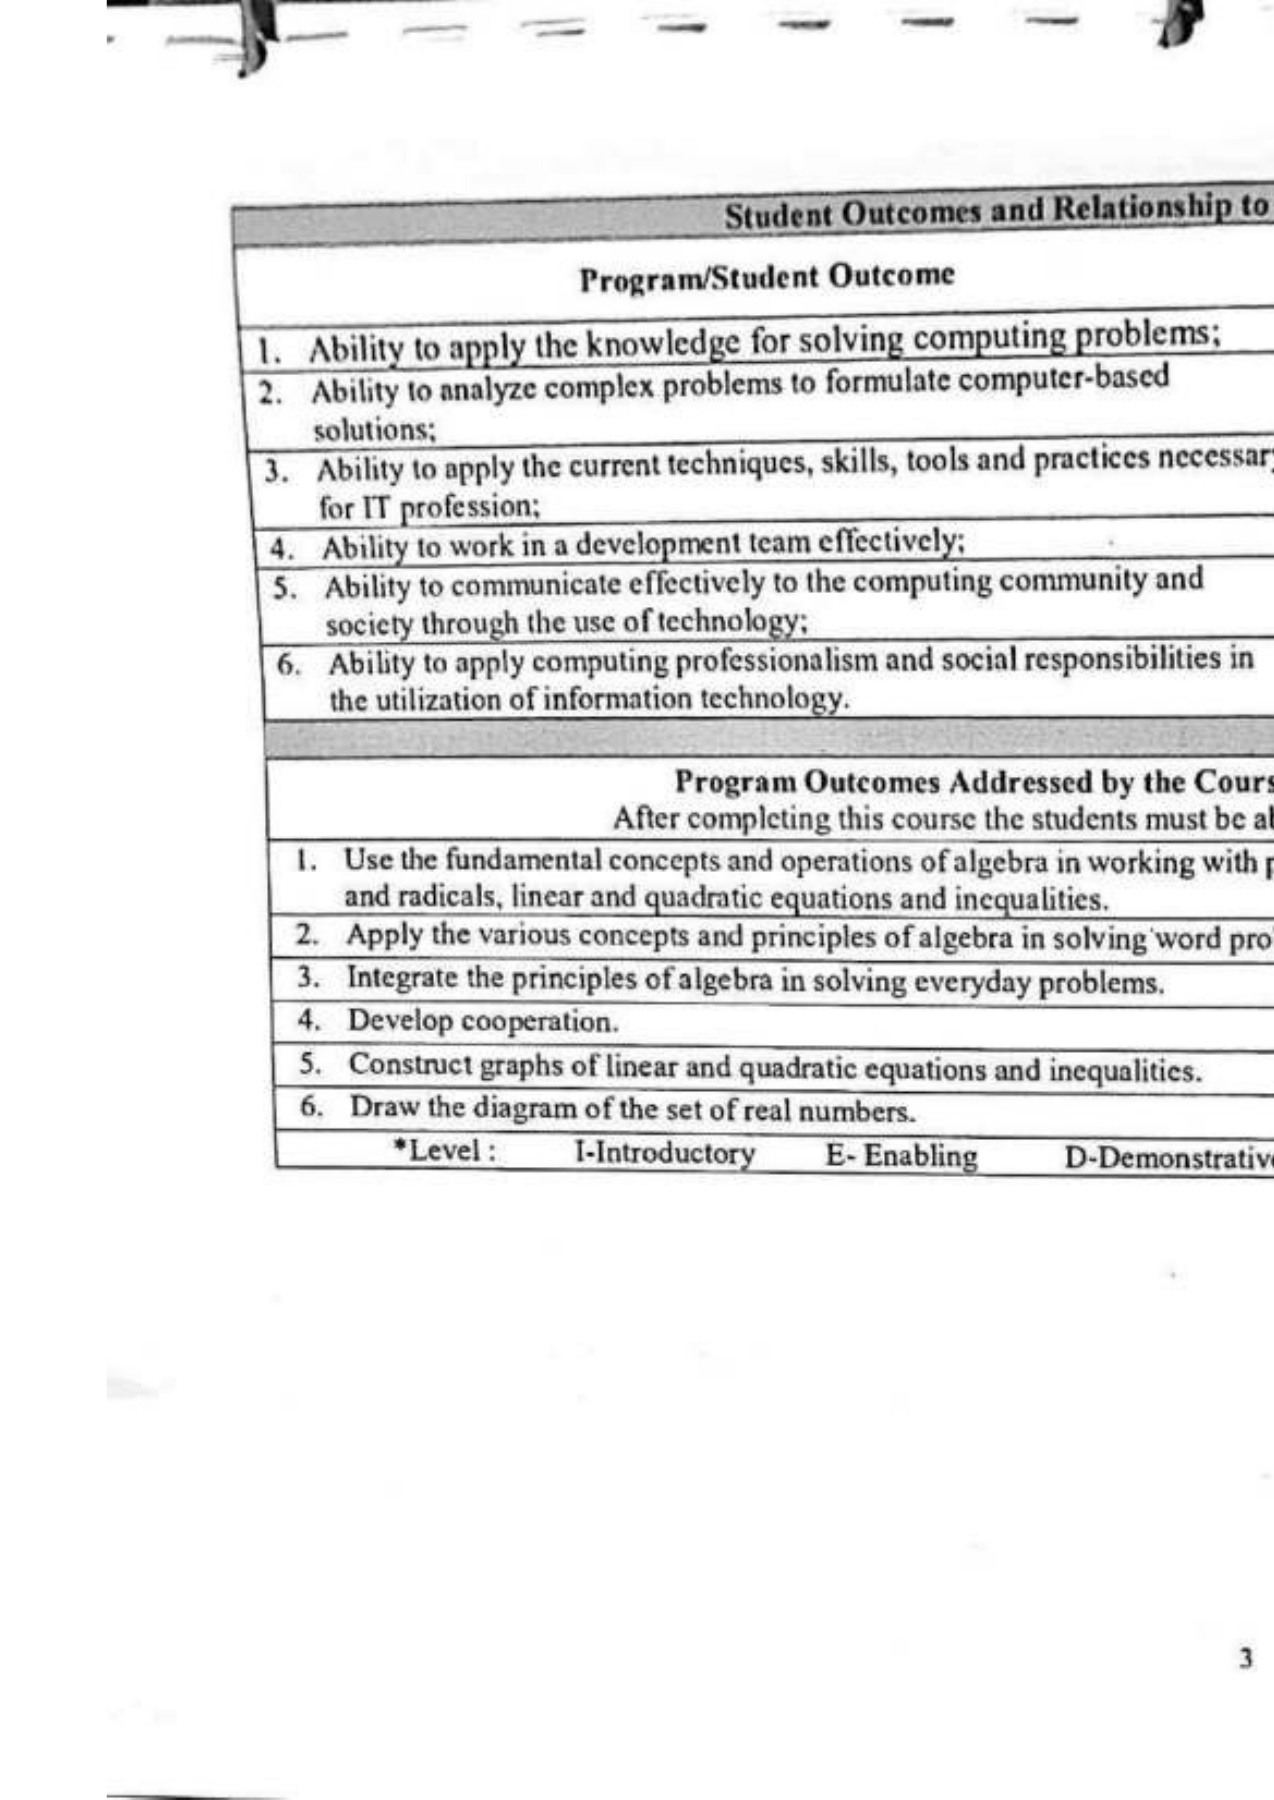 Student Outcomes and Relationship to
Program/Student Outcome
1. Ability to apply the knowledge for solving computing problems;
2. Ability to analyze complex problems to formulate computer-based
solutions;
3. Ability to apply the current techniques, skills, tools and practices necessary
for IT profession;
4. Ability to work in a development team effectively;
5. Ability to communicate effectively to the computing community and
society through the use of technology;
6. Ability to apply computing professionalism and social responsibilities in
the utilization of information technology.
Program Outcomes Addressed by the Cours
After completing this course the students must be
1. Use the fundamental concepts and operations of algebra in working with
and radicals, linear and quadratic equations and inequalities.
2. Apply the various concepts and principles of algebra in solving word pro
3. Integrate the principles of algebra in solving everyday problems.
4. Develop cooperation.
5. Construct graphs of linear and quadratic equations and inequalities.
6. Draw the diagram of the set of real numbers.
*Level : I-Introductory E- Enabling D-Demonstrative
3